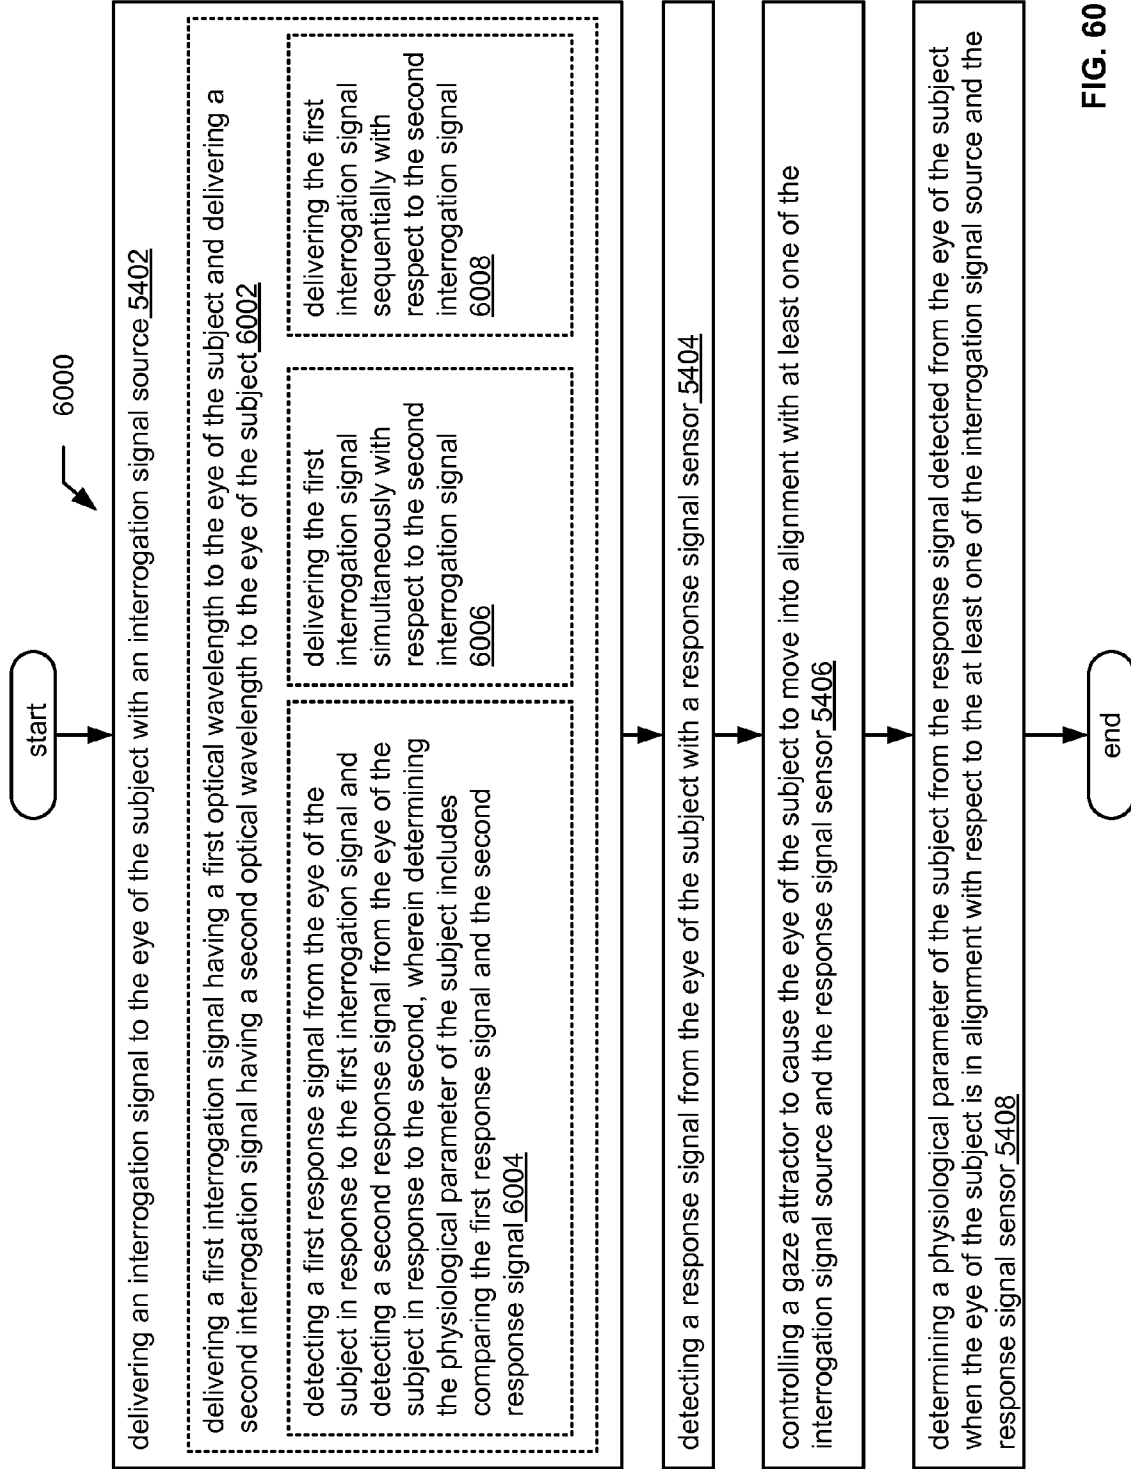 start
6000
delivering an interrogation signal to the eye of the subject with an interrogation signal source 5402
delivering a first interrogation signal having a first optical wavelength to the eye of the subject and delivering a
second interrogation signal having a second optical wavelength to the eye of the subject 6002
detecting a first response signal from the eye of the
subject in response to the first interrogation signal and
detecting a second response signal from the eye of the
subject in response to the second, wherein determining
the physiological parameter of the subject includes
comparing the first response signal and the second
response signal 6004
delivering the first
interrogation signal
simultaneously with
respect to the second
interrogation signal
6006
delivering the first
interrogation signal
sequentially with
respect to the second
interrogation signal
6008
detecting a response signal from the eye of the subject with a response signal sensor 5404
controlling a gaze attractor to cause the eye of the subject to move into alignment with at least one of the
interrogation signal source and the response signal sensor 5406
determining a physiological parameter of the subject from the response signal detected from the eye of the subject
when the eye of the subject is in alignment with respect to the at least one of the interrogation signal source and the
response signal sensor 5408
end
FIG. 60